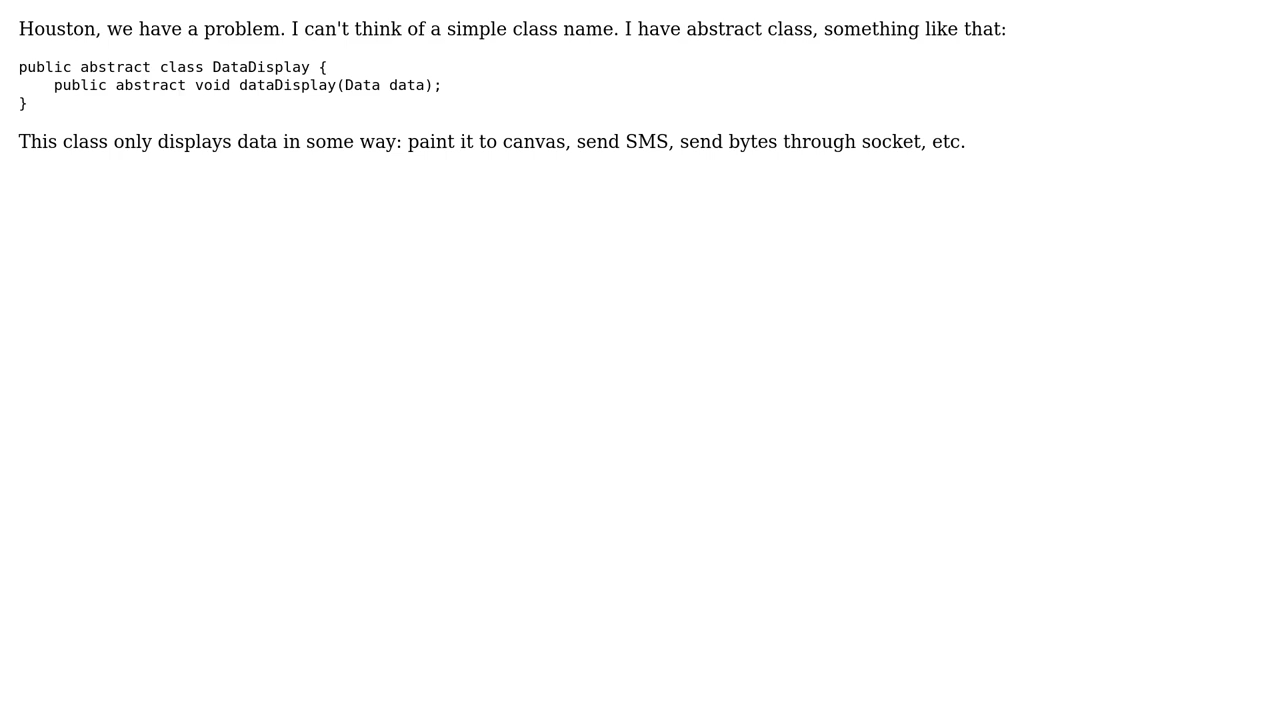 Houston, we have a problem. I can't think of a simple class name. I have abstract class, something like that:
public abstract class DataDisplay {
    public abstract void dataDisplay(Data data);
}
This class only displays data in some way: paint it to canvas, send SMS, send bytes through socket, etc.